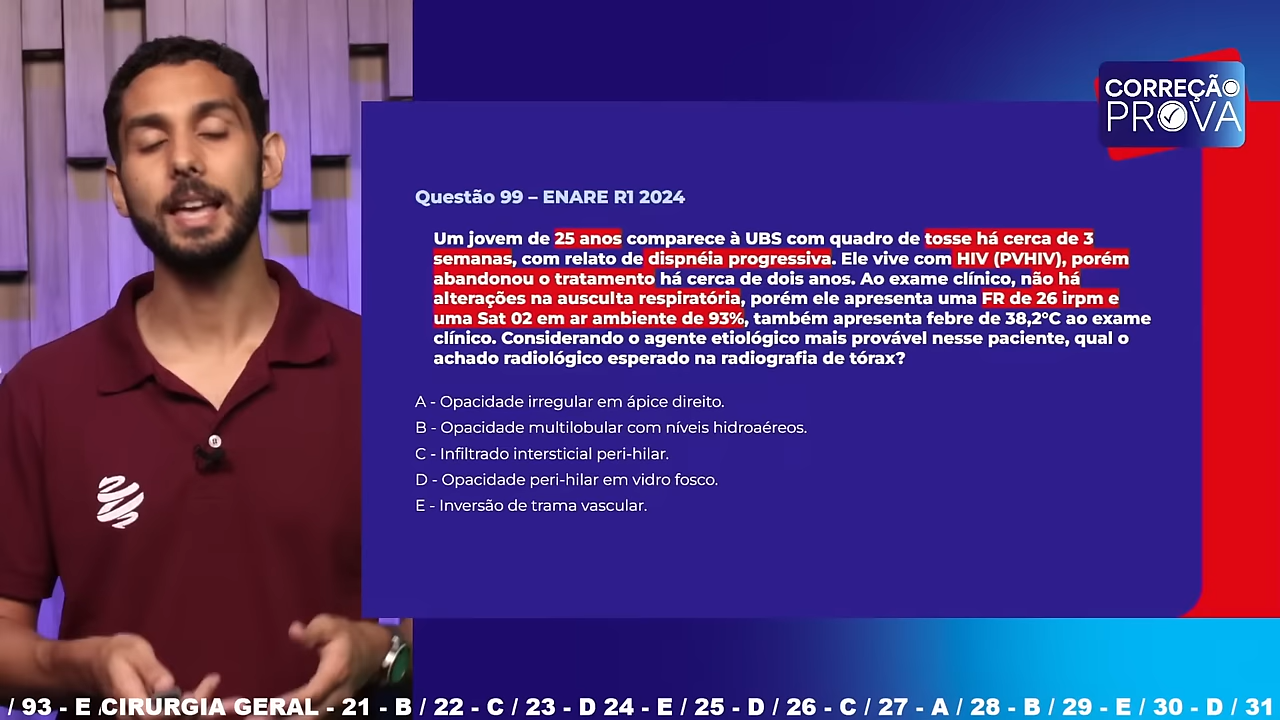 CORREÇÃO
PROVA
Questão 99 – ENARE R1 2024
Um jovem de 25 anos comparece à UBS com quadro de tosse há cerca de 3
semanas, com relato de dispnéia progressiva. Ele vive com HIV (PVHIV), porém
abandonou o tratamento há cerca de dois anos. Ao exame clínico, não há
alterações na ausculta respiratória, porém ele apresenta uma FR de 26 irpm e
uma Sat 02 em ar ambiente de 93%, também apresenta febre de 38,2°C ao exame
clínico. Considerando o agente etiológico mais provável nesse paciente, qual o
achado radiológico esperado na radiografia de tórax?
A - Opacidade irregular em ápice direito.
B - Opacidade multilobular com níveis hidroaéreos.
C - Infiltrado intersticial peri-hilar.
D - Opacidade peri-hilar em vidro fosco.
E - Inversão de trama vascular.
/ 93 - E / CIRURGIA GERAL - 21 - B / 22 - C / 23 - D 24 - E / 25 - D / 26 - C / 27 - A / 28 - B / 29 - E / 30 - D / 31